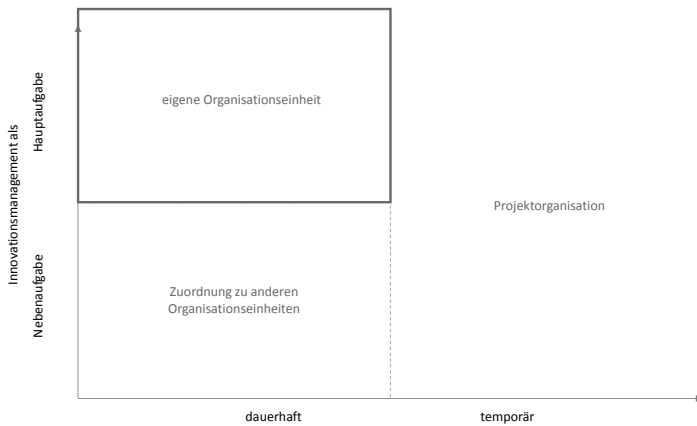 Innovationsmanagement als
Hauptaufgabe
Nebenaufgabe
eigene Organisationseinheit
Projektorganisation
Zuordnung zu anderen
Organisationseinheiten
dauerhaft
temporär